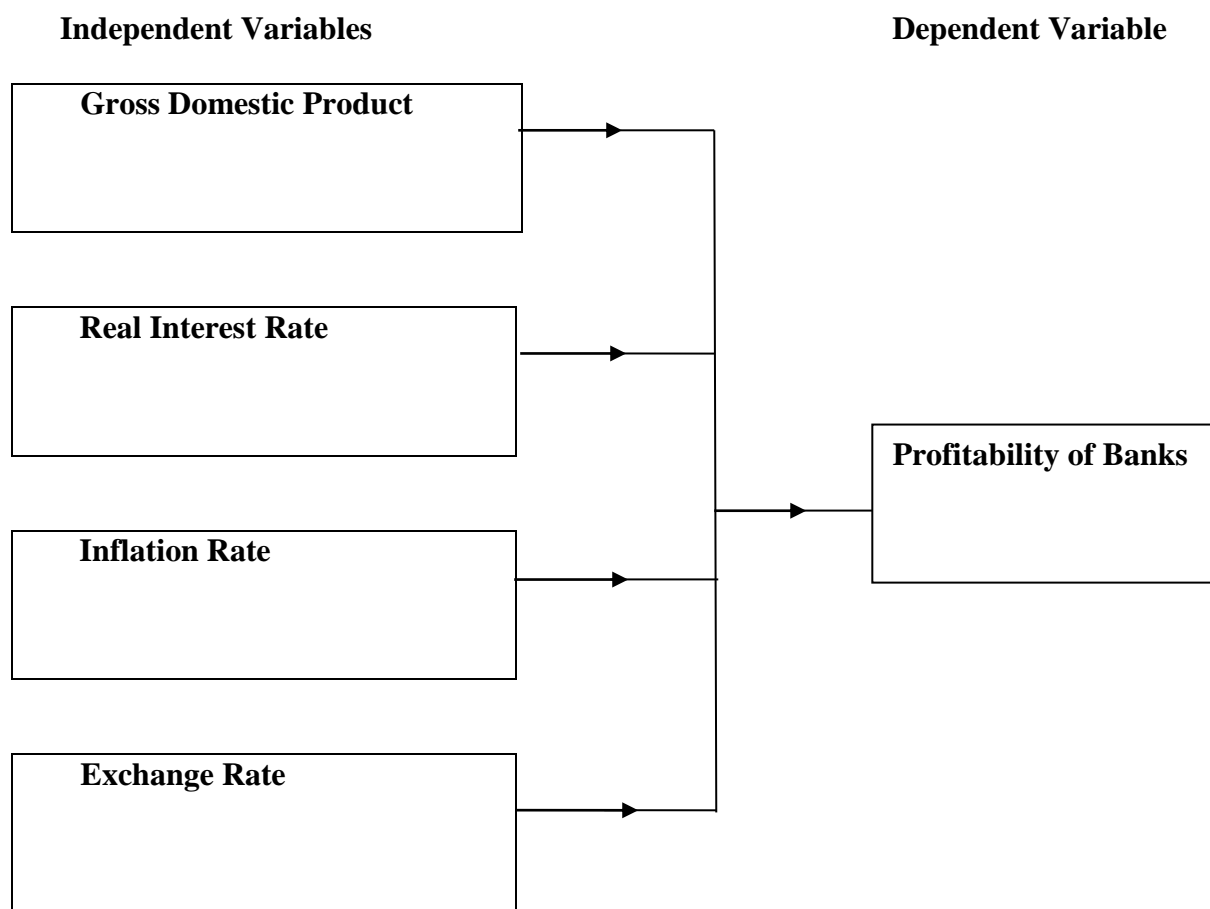 Independent Variables
Dependent Variable
Gross Domestic Product
Real Interest Rate
Profitability of Banks
Inflation Rate
Exchange Rate